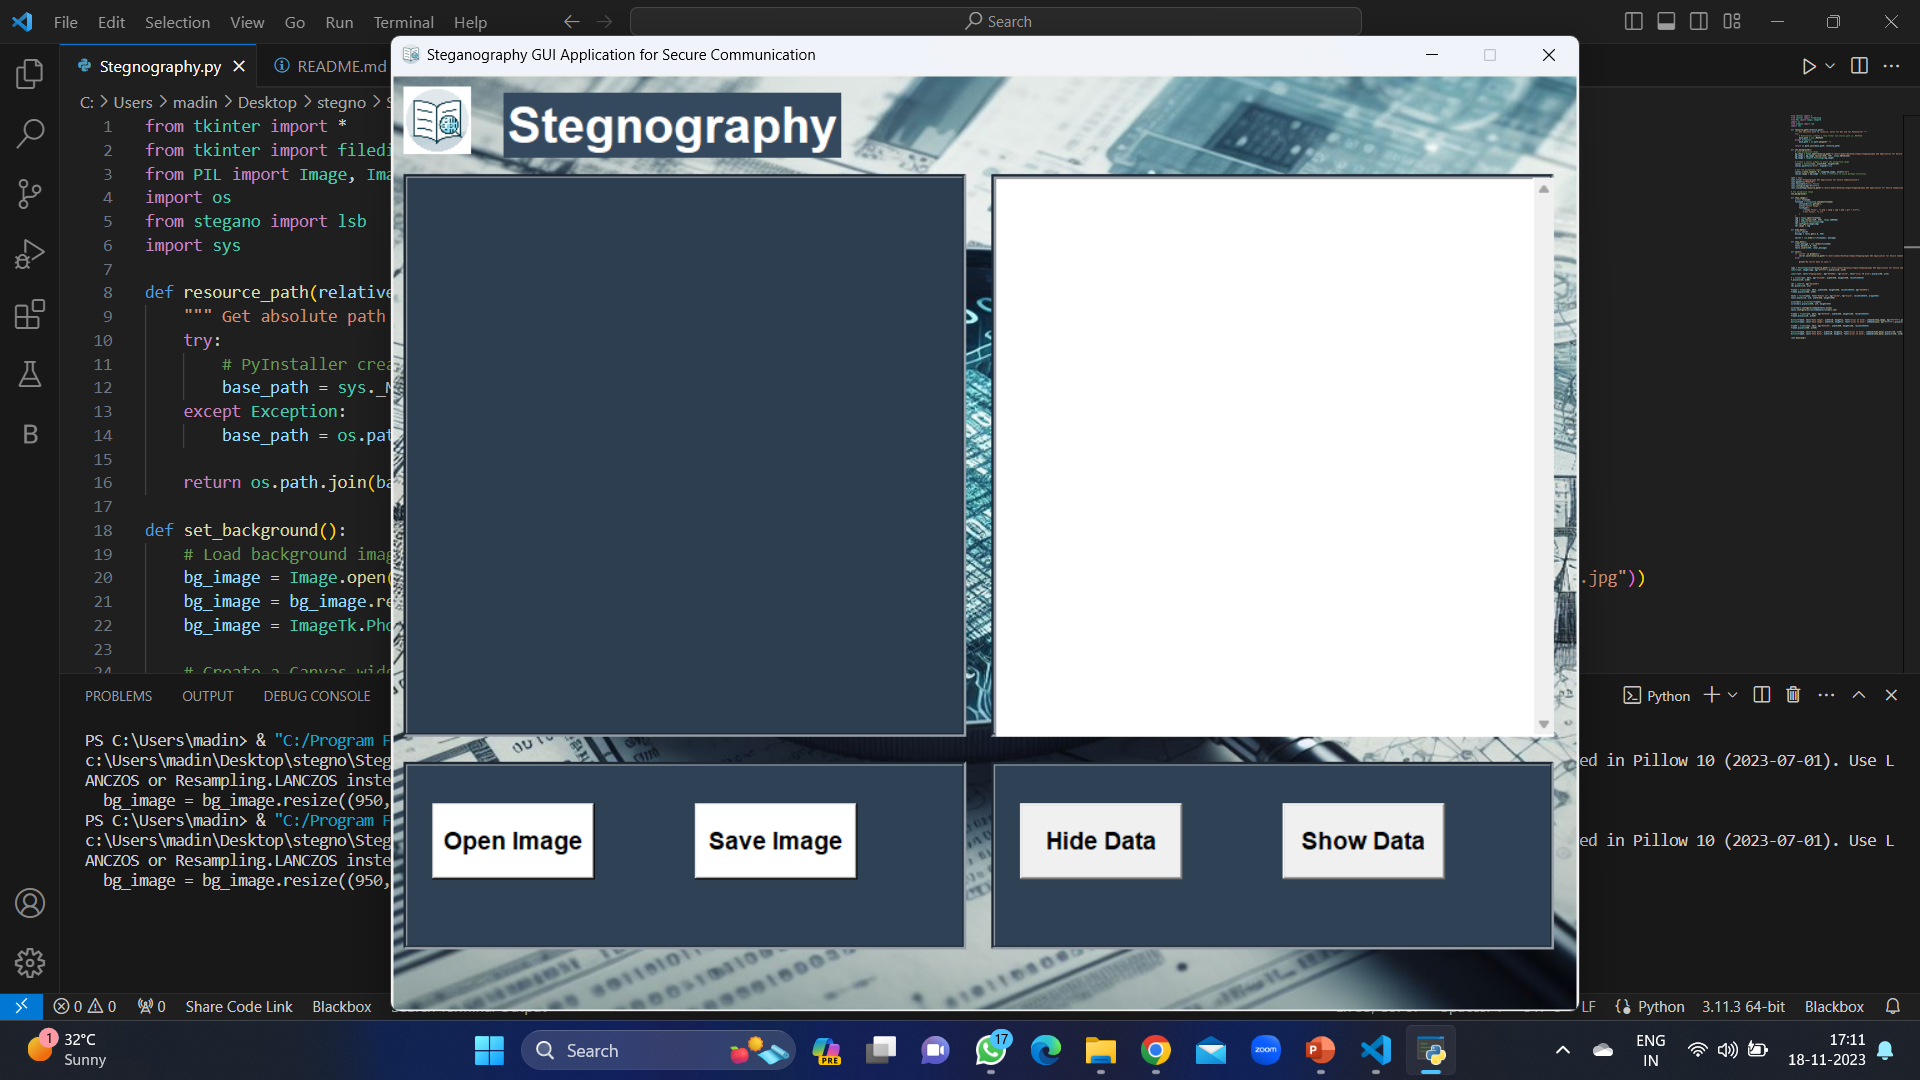 File Edit Selection View Go Run Terminal Help
Search
Steganography GUI Application for Secure Communication
Stegnography.py
README.md
C: > Users > madin > Desktop > stegno >
1 from tkinter import *
2 from tkinter import filedi
3 from PIL import Image, Ima
4 import os
5 from stegano import lsb
6 import sys
7
8 def resource_path(relative
9 """ Get absolute path
10 try:
11 # PyInstaller crea
12 base_path = sys._M
13 except Exception:
14 base_path = os.pat
15
16 return os.path.join(ba
17
18 def set_background():
19 # Load background imag
20 bg_image = Image.open(
21 bg_image = bg_image.re
22 bg_image = ImageTk.Pho
23
24 # Create a Canvas wid
.jpg"))
Stegnography
Open Image
Save Image
Hide Data
Show Data
PROBLEMS OUTPUT DEBUG CONSOLE
Python
PS C:\Users\madin> & "C:/Program F
c:\Users\madin\Desktop\stegno\Steg
ed in Pillow 10 (2023-07-01). Use L
ANCZOS or Resampling.LANCZOS inste
bg_image = bg_image.resize((950,
PS C:\Users\madin> & "C:/Program F
c:\Users\madin\Desktop\stegno\Steg
ed in Pillow 10 (2023-07-01). Use L
ANCZOS or Resampling.LANCZOS inste
bg_image = bg_image.resize((950,
0 0 0 Share Code Link Blackbox
LF Python 3.11.3 64-bit Blackbox
1
32°C
Sunny
Search
PRE
17
zoom
ENG
IN
17:11
18-11-2023